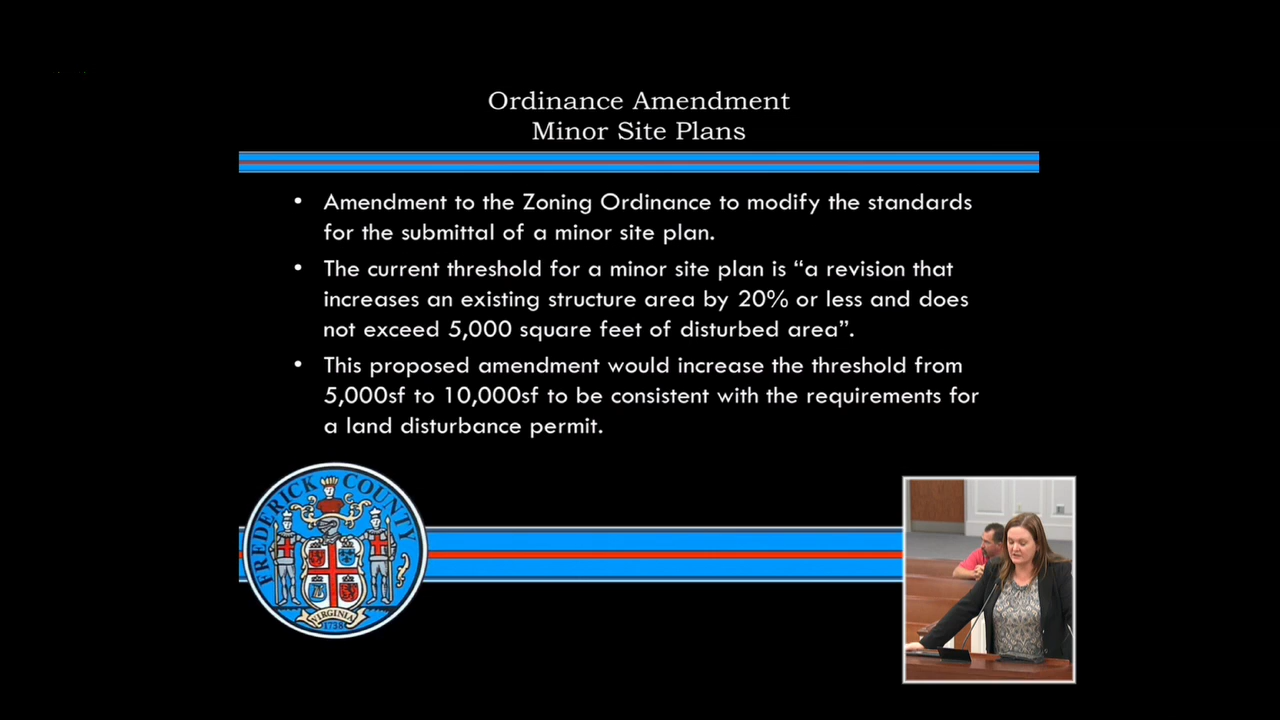 Ordinance Amendment
Minor Site Plans
• Amendment to the Zoning Ordinance to modify the standards
for the submittal of a minor site plan.
• The current threshold for a minor site plan is “a revision that
increases an existing structure area by 20% or less and does
not exceed 5,000 square feet of disturbed area”.
• This proposed amendment would increase the threshold from
5,000sf to 10,000sf to be consistent with the requirements for
a land disturbance permit.
FREDERICK COUNTY
VIRGINIA
1738